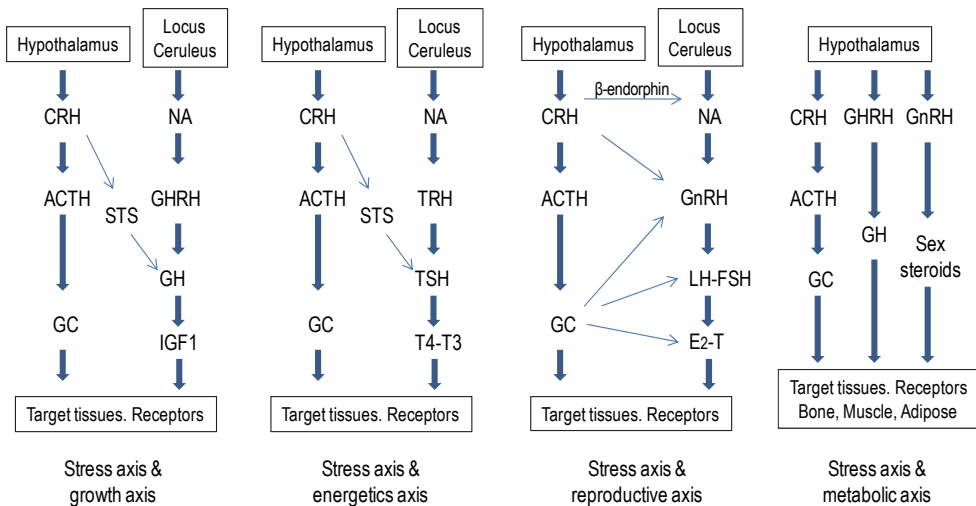 Hypothalamus
Locus
Ceruleus
CRH
NA
ACTH
STS
GHRH
GH
GC
IGF1
Target tissues. Receptors
Stress axis &
growth axis
Hypothalamus
Locus
Ceruleus
CRH
NA
ACTH
STS
TRH
TSH
GC
T4-T3
Target tissues. Receptors
Stress axis &
energetics axis
Hypothalamus
Locus
Ceruleus
β-endorphin
CRH
NA
ACTH
GnRH
LH-FSH
GC
E2-T
Target tissues. Receptors
Stress axis &
reproductive axis
Hypothalamus
CRH
GHRH
GnRH
ACTH
GH
Sex
steroids
GC
Target tissues. Receptors
Bone, Muscle, Adipose
Stress axis &
metabolic axis